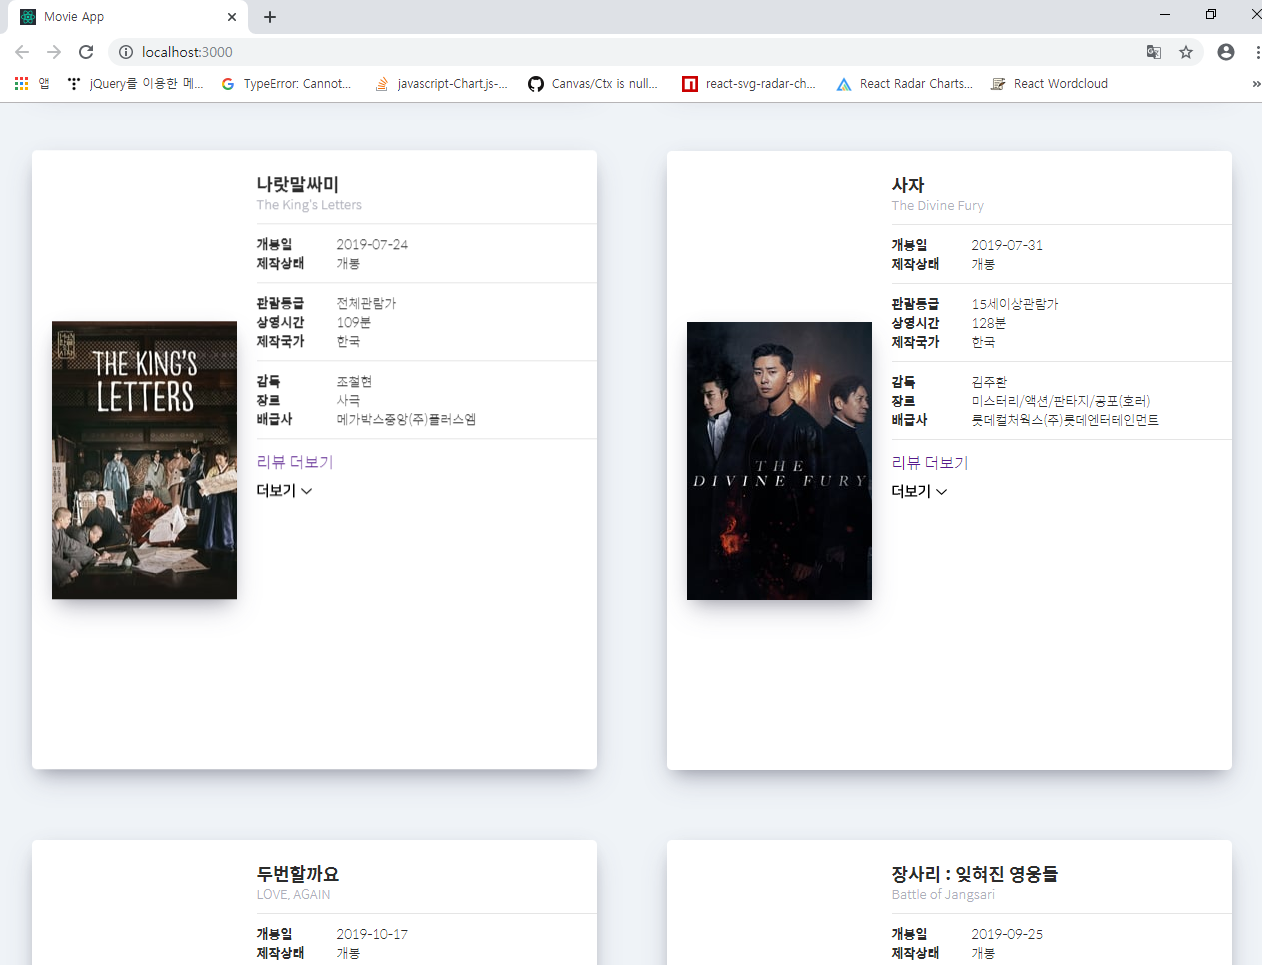 Movie App
localhost:3000
앱
jQuery를 이용한 메...
TypeError: Cannot...
javascript-Chart.js-...
Canvas/Ctx is null...
react-svg-radar-ch...
React Radar Charts...
React Wordcloud
나랏말싸미
The King's Letters
개봉일 2019-07-24
제작상태 개봉
관람등급 전체관람가
상영시간 109분
제작국가 한국
감독 조철현
장르 사극
배급사 메가박스중앙(주)플러스엠
리뷰 더보기
더보기
THE KING'S
LETTERS
사자
The Divine Fury
개봉일 2019-07-31
제작상태 개봉
관람등급 15세이상관람가
상영시간 128분
제작국가 한국
감독 김주환
장르 미스터리/액션/판타지/공포(호러)
배급사 롯데컬처웍스(주)롯데엔터테인먼트
리뷰 더보기
더보기
THE
DIVINE FURY
두번할까요
LOVE, AGAIN
개봉일 2019-10-17
제작상태 개봉
장사리 : 잊혀진 영웅들
Battle of Jangsari
개봉일 2019-09-25
제작상태 개봉